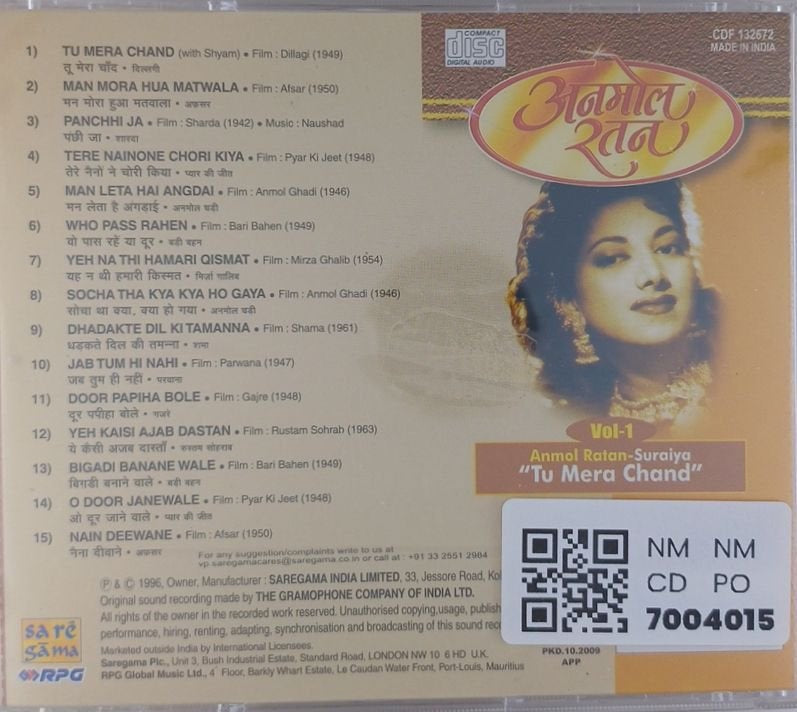 1) TU MERA CHAND (with Shyam) • Film : Dillagi (1949)
तू मेरा चाँद • दिल्लगी
2) MAN MORA HUA MATWALA • Film : Afsar (1950)
मन मोरा हुआ मतवाला • अफ़सर
3) PANCHHI JA • Film : Sharda (1942) • Music : Naushad
पंछी जा • शारदा
4) TERE NAINONE CHORI KIYA • Film : Pyar Ki Jeet (1948)
तेरे नैनों ने चोरी किया • प्यार की जीत
5) MAN LETA HAI ANGDAI • Film : Anmol Ghadi (1946)
मन लेता है अंगडाई • अनमोल घडी
6) WHO PASS RAHEN • Film : Bari Bahen (1949)
वो पास रहें या दूर • बडी बहन
7) YEH NA THI HAMARI QISMAT • Film : Mirza Ghalib (1954)
यह न थी हमारी किस्मत • मिर्जा गालिब
8) SOCHA THA KYA KYA HO GAYA • Film : Anmol Ghadi (1946)
सोचा था क्या, क्या हो गया • अनमोल घडी
9) DHADAKTE DIL KI TAMANNA • Film : Shama (1961)
धड़कते दिल की तमन्ना • शमा
10) JAB TUM HI NAHI • Film : Parwana (1947)
जब तुम ही नहीं • परवाना
11) DOOR PAPIHA BOLE • Film : Gajre (1948)
दूर पपीहा बोले • गजरे
12) YEH KAISI AJAB DASTAN • Film : Rustam Sohrab (1963)
ये कैसी अजब दास्ताँ • रुस्तम सोहराब
13) BIGADI BANANE WALE • Film : Bari Bahen (1949)
बिगडी बनाने वाले • बडी बहन
14) O DOOR JANEWALE • Film : Pyar Ki Jeet (1948)
ओ दूर जाने वाले • प्यार की जीत
15) NAIN DEEWANE • Film : Afsar (1950)
नैना दीवाने • अफ़सर
For any suggestion/complaints write to us at
vp.saregamacares@saregama.co.in or call at : +91 33 2551 2984
℗ & © 1996, Owner, Manufacturer : SAREGAMA INDIA LIMITED, 33, Jessore Road, Kol
Original sound recording made by THE GRAMOPHONE COMPANY OF INDIA LTD.
All rights of the owner in the recorded work reserved. Unauthorised copying,usage, publish
performance, hiring, renting, adapting, synchronisation and broadcasting of this sound reco
Marketed outside India by International Licensees.
Saregama Plc., Unit 3, Bush Industrial Estate, Standard Road, LONDON NW 10 6 HD U.K.
RPG Global Music Ltd., 4 Floor, Barkly Wharf Estate, Le Caudan Water Front, Port-Louis, Mauritius
sa rē
gāma
RPG
COMPACT
disc
DIGITAL AUDIO
CDF 132672
MADE IN INDIA
अनमोल
रतन
Vol-1
Anmol Ratan-Suraiya
"Tu Mera Chand"
NM NM
CD PO
7004015
PKD.10.2009
APP